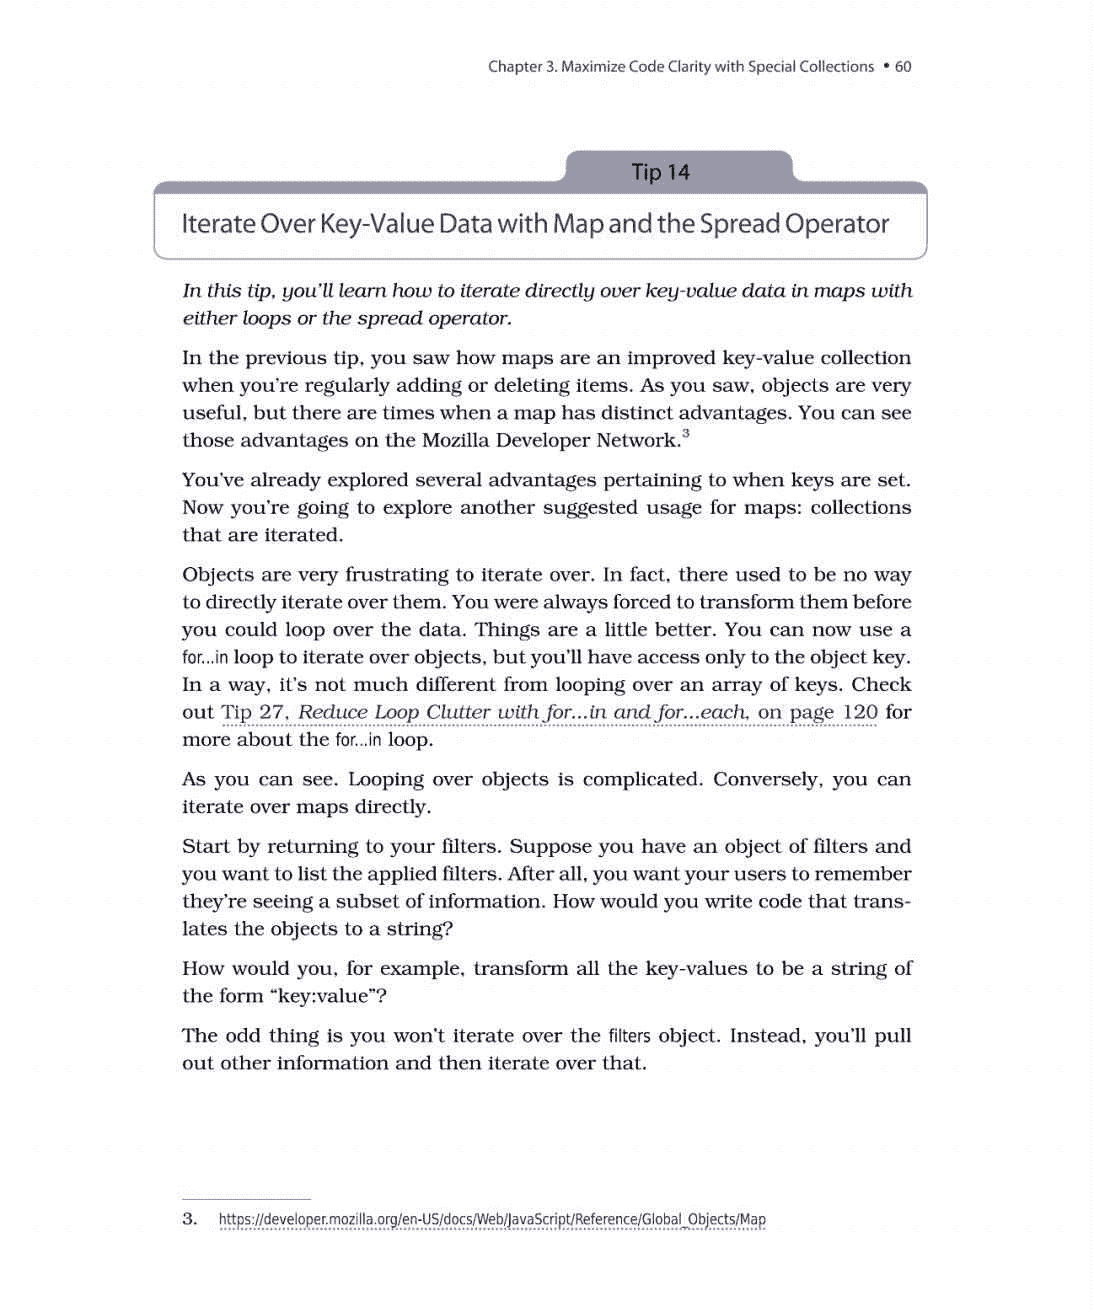 Chapter 3. Maximize Code Clarity with Special Collections • 60
Tip 14
Iterate Over Key-Value Data with Map and the Spread Operator
In this tip, you'll learn how to iterate directly over key-value data in maps with
either loops or the spread operator.
In the previous tip, you saw how maps are an improved key-value collection
when you're regularly adding or deleting items. As you saw, objects are very
useful, but there are times when a map has distinct advantages. You can see
those advantages on the Mozilla Developer Network.3
You've already explored several advantages pertaining to when keys are set.
Now you're going to explore another suggested usage for maps: collections
that are iterated.
Objects are very frustrating to iterate over. In fact, there used to be no way
to directly iterate over them. You were always forced to transform them before
you could loop over the data. Things are a little better. You can now use a
for...in loop to iterate over objects, but you'll have access only to the object key.
In a way, it's not much different from looping over an array of keys. Check
out Tip 27, Reduce Loop Clutter with for...in and for...each, on page 120 for
more about the for...in loop.
As you can see. Looping over objects is complicated. Conversely, you can
iterate over maps directly.
Start by returning to your filters. Suppose you have an object of filters and
you want to list the applied filters. After all, you want your users to remember
they're seeing a subset of information. How would you write code that trans-
lates the objects to a string?
How would you, for example, transform all the key-values to be a string of
the form “key:value”?
The odd thing is you won't iterate over the filters object. Instead, you'll pull
out other information and then iterate over that.
3. https://developer.mozilla.org/en-US/docs/Web/JavaScript/Reference/Global_Objects/Map